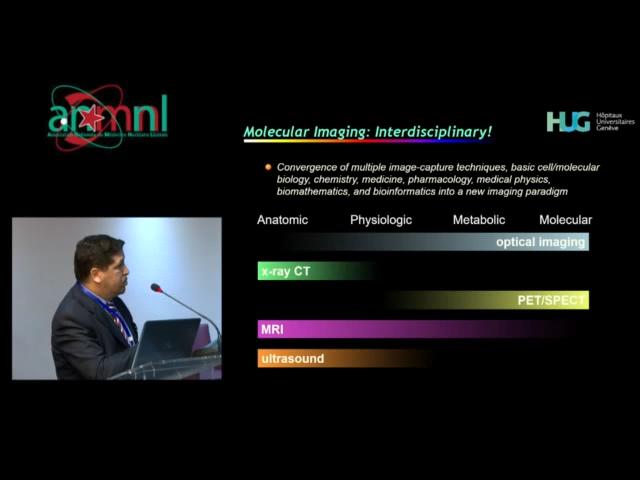 anmnl
Molecular Imaging: Interdisciplinary!
HUG
Hôpitaux
Universitaires
Genève
Convergence of multiple image-capture techniques, basic cell/molecular
biology, chemistry, medicine, pharmacology, medical physics,
biomathematics, and bioinformatics into a new imaging paradigm
Anatomic Physiologic Metabolic Molecular
optical imaging
x-ray CT
PET/SPECT
MRI
ultrasound